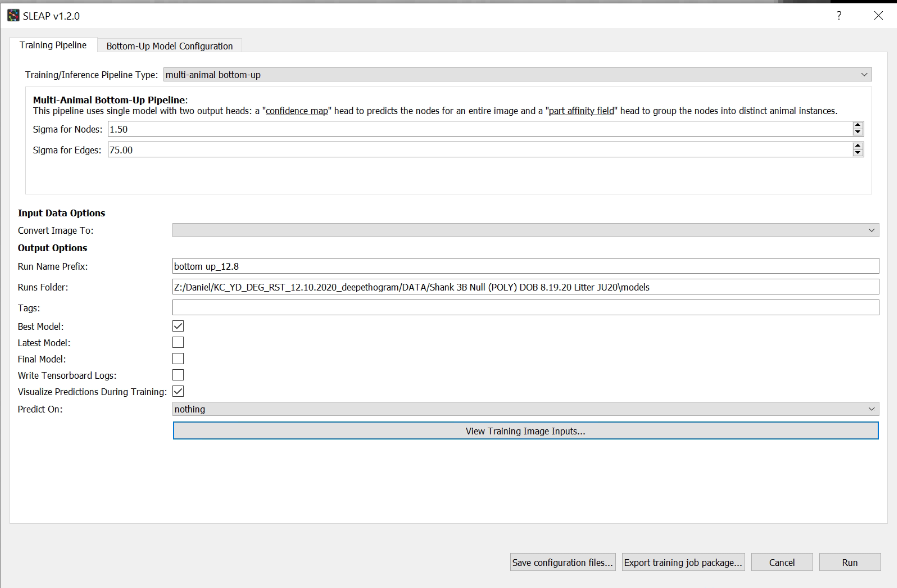 SLEAP v1.2.0
?
Training Pipeline
Bottom-Up Model Configuration
Training/Inference Pipeline Type: multi-animal bottom-up
Multi-Animal Bottom-Up Pipeline:
This pipeline uses single model with two output heads: a "confidence map" head to predicts the nodes for an entire image and a "part affinity field" head to group the nodes into distinct animal instances.
Sigma for Nodes: 1.50
Sigma for Edges: 75.00
Input Data Options
Convert Image To:
Output Options
Run Name Prefix: bottom up_12.8
Runs Folder: Z:/Daniel/KC_YD_DEG_RST_12.10.2020_deepethogram/DATA/Shank 3B Null (POLY) DOB 8.19.20 Litter JU20\models
Tags:
Best Model:
Latest Model:
Final Model:
Write Tensorboard Logs:
Visualize Predictions During Training:
Predict On: nothing
View Training Image Inputs...
Save configuration files... Export training job package... Cancel Run